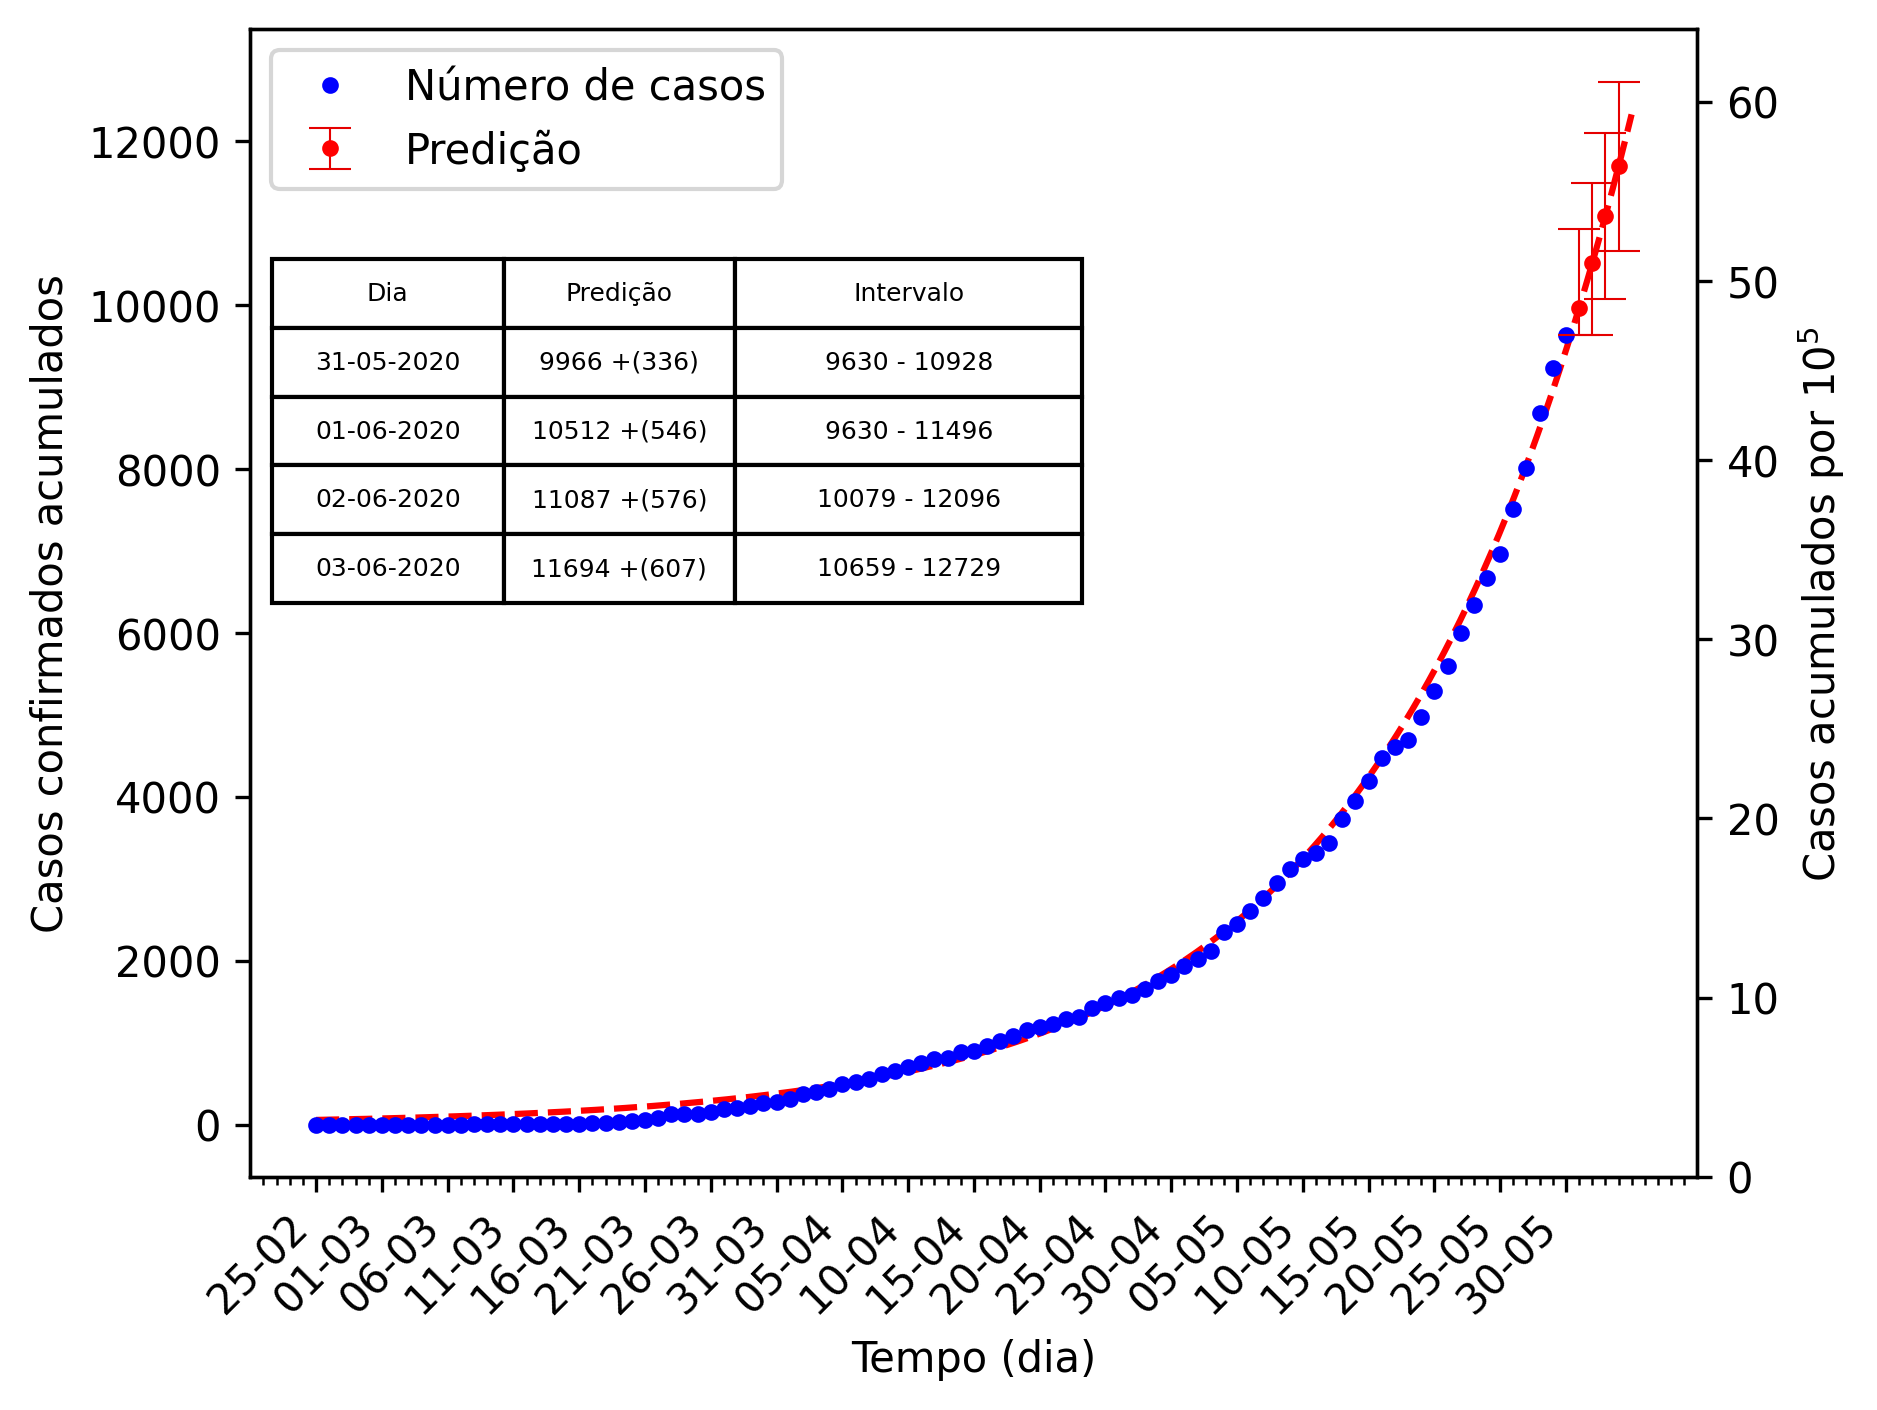 Número de casos
Predição
Dia Predição Intervalo
31-05-2020 9966 +(336) 9630 - 10928
01-06-2020 10512 +(546) 9630 - 11496
02-06-2020 11087 +(576) 10079 - 12096
03-06-2020 11694 +(607) 10659 - 12729
Casos confirmados acumulados
12000
10000
8000
6000
4000
2000
0
60
50
40
30
20
10
0
Casos acumulados por 10⁵
25-02 01-03 06-03 11-03 16-03 21-03 26-03 31-03 05-04 10-04 15-04 20-04 25-04 30-04 05-05 10-05 15-05 20-05 25-05 30-05
Tempo (dia)